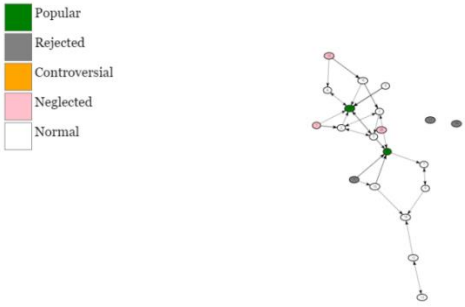 Popular
Rejected
Controversial
Neglected
Normal